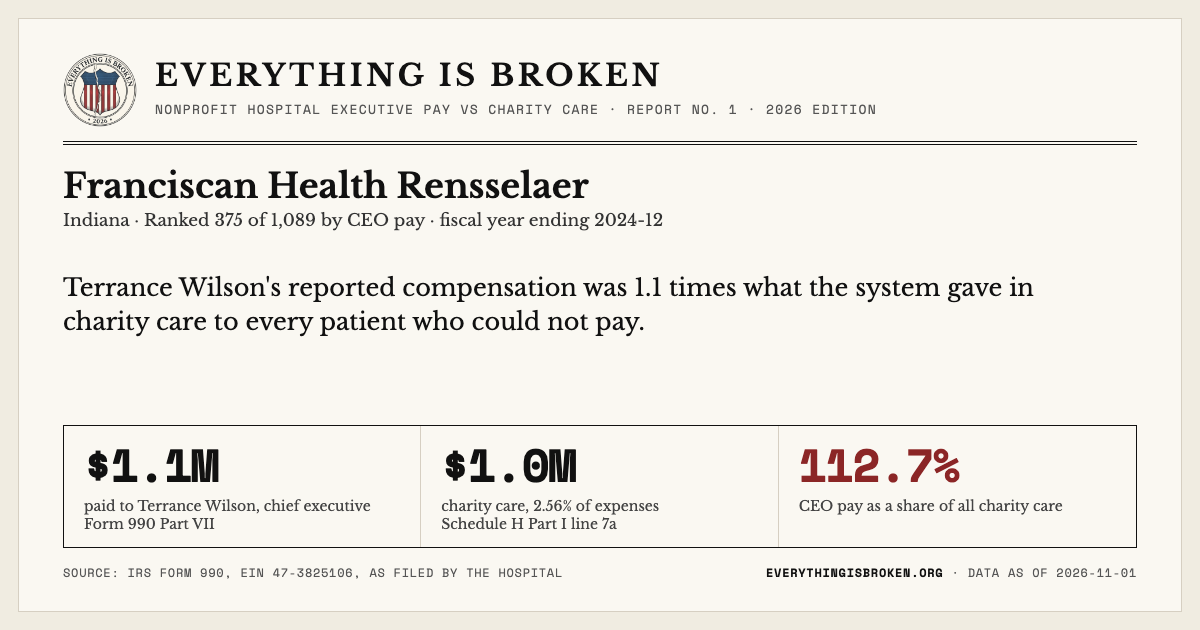 EVERYTHING IS BROKEN
2026
EVERYTHING IS BROKEN
NONPROFIT HOSPITAL EXECUTIVE PAY VS CHARITY CARE · REPORT NO. 1 · 2026 EDITION
Franciscan Health Rensselaer
Indiana · Ranked 375 of 1,089 by CEO pay · fiscal year ending 2024-12
Terrance Wilson's reported compensation was 1.1 times what the system gave in
charity care to every patient who could not pay.
$1.1M
paid to Terrance Wilson, chief executive
Form 990 Part VII
$1.0M
charity care, 2.56% of expenses
Schedule H Part I line 7a
112.7%
CEO pay as a share of all charity care
SOURCE: IRS FORM 990, EIN 47-3825106, AS FILED BY THE HOSPITAL
EVERYTHINGISBROKEN.ORG · DATA AS OF 2026-11-01